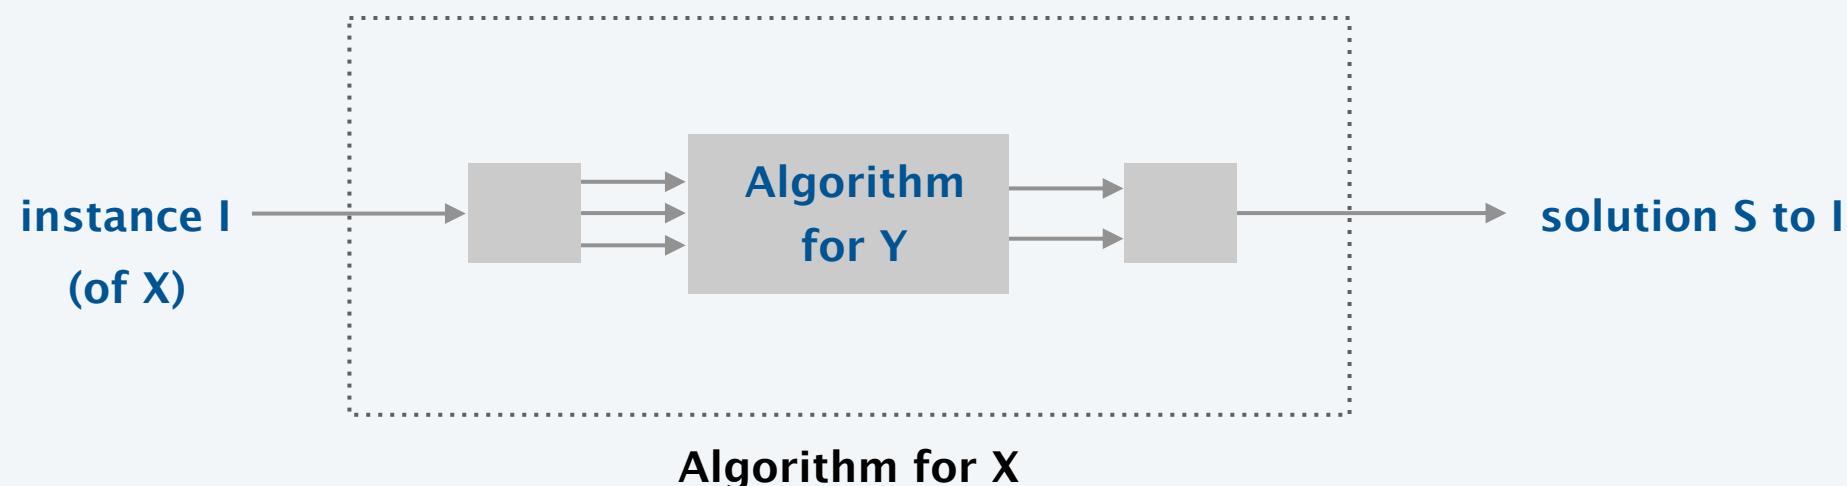 instance I
(of X)
Algorithm
for Y
solution S to I
Algorithm for X